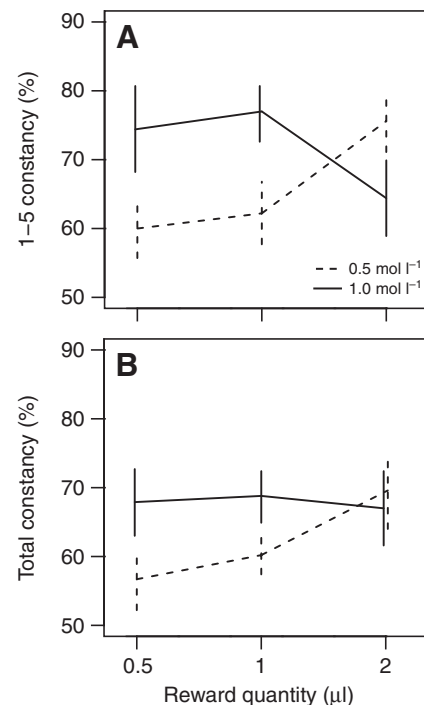 90
A
80
70
60
50
1–5 constancy (%)
0.5 mol l⁻¹
1.0 mol l⁻¹
90
B
80
70
60
50
Total constancy (%)
0.5 1 2
Reward quantity (μl)